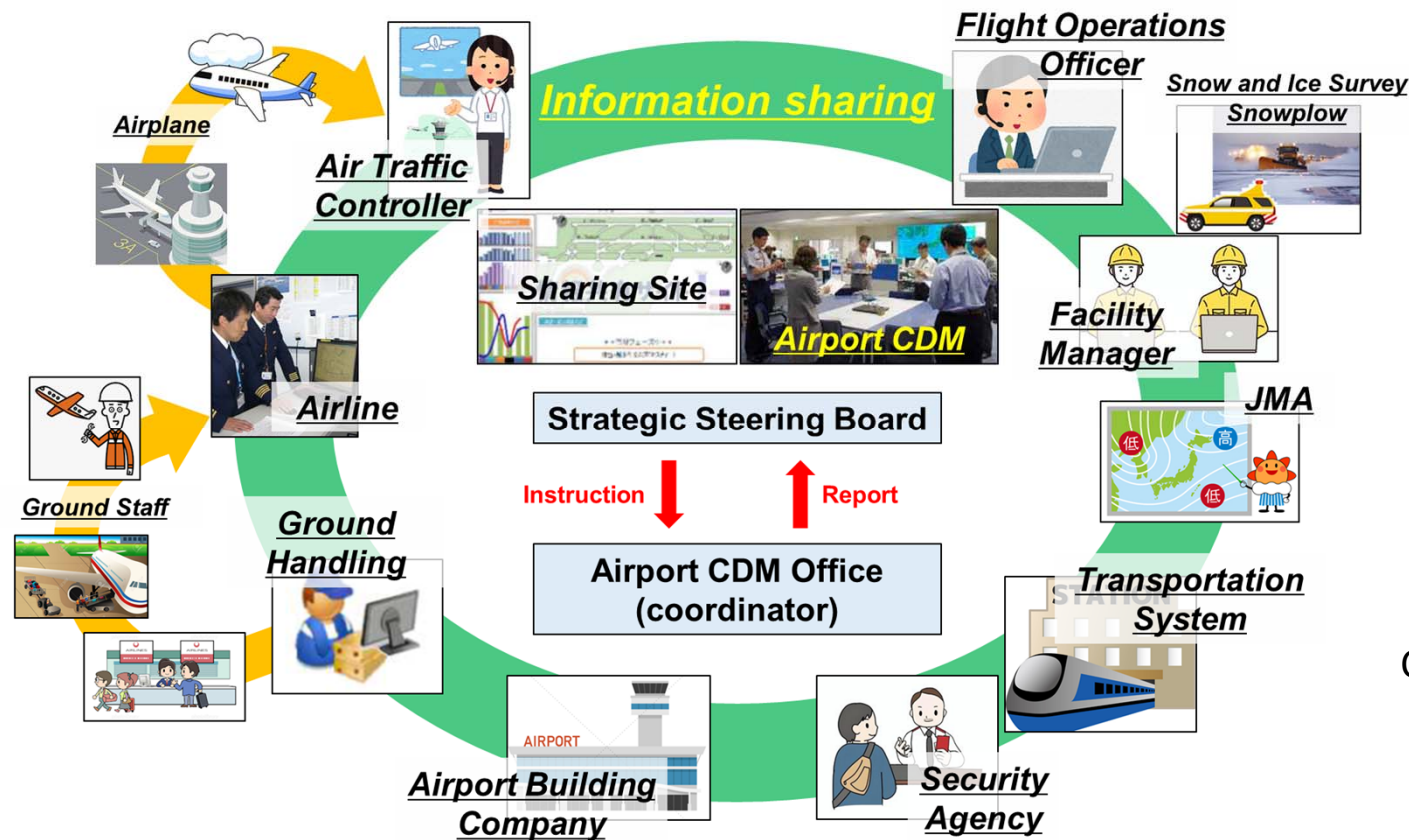 Flight Operations
Officer
Information sharing
Snow and Ice Survey
Snowplow
Airplane
Air Traffic
Controller
3A
Sharing Site
Airport CDM
Facility
Manager
Airline
Strategic Steering Board
JMA
低
高
低
Instruction
Report
Ground Staff
Ground
Handling
Airport CDM Office
(coordinator)
Transportation
System
STATION
AIRPORT
Airport Building
Company
Security
Agency